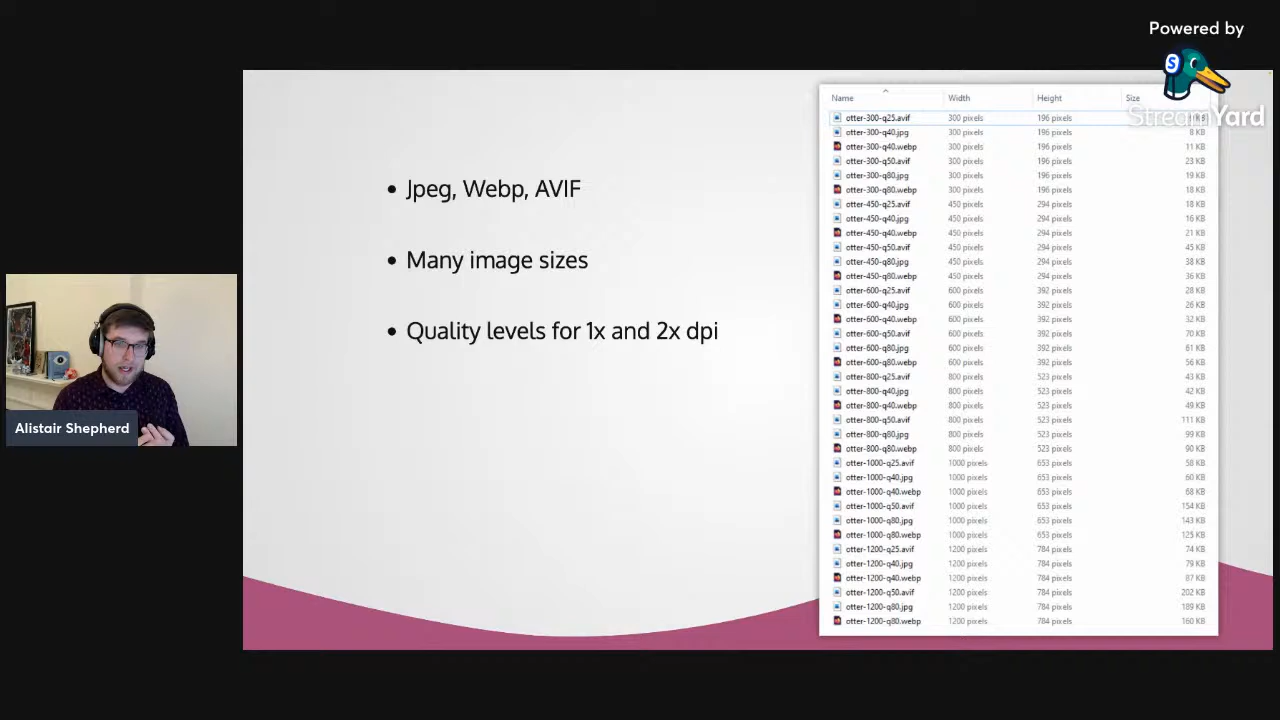 Powered by
S
StreamYard
Jpeg, Webp, AVIF
Many image sizes
Quality levels for 1x and 2x dpi
Alistair Shepherd
Name Width Height Size
otter-300-q25.avif 300 pixels 196 pixels KB
otter-300-q40.jpg 300 pixels 196 pixels 8 KB
otter-300-q40.webp 300 pixels 196 pixels 11 KB
otter-300-q50.avif 300 pixels 196 pixels 23 KB
otter-300-q80.jpg 300 pixels 196 pixels 19 KB
otter-300-q80.webp 300 pixels 196 pixels 18 KB
otter-450-q25.avif 450 pixels 294 pixels 18 KB
otter-450-q40.jpg 450 pixels 294 pixels 16 KB
otter-450-q40.webp 450 pixels 294 pixels 21 KB
otter-450-q50.avif 450 pixels 294 pixels 45 KB
otter-450-q80.jpg 450 pixels 294 pixels 38 KB
otter-450-q80.webp 450 pixels 294 pixels 36 KB
otter-600-q25.avif 600 pixels 392 pixels 28 KB
otter-600-q40.jpg 600 pixels 392 pixels 26 KB
otter-600-q40.webp 600 pixels 392 pixels 32 KB
otter-600-q50.avif 600 pixels 392 pixels 70 KB
otter-600-q80.jpg 600 pixels 392 pixels 61 KB
otter-600-q80.webp 600 pixels 392 pixels 56 KB
otter-800-q25.avif 800 pixels 523 pixels 43 KB
otter-800-q40.jpg 800 pixels 523 pixels 42 KB
otter-800-q40.webp 800 pixels 523 pixels 49 KB
otter-800-q50.avif 800 pixels 523 pixels 111 KB
otter-800-q80.jpg 800 pixels 523 pixels 99 KB
otter-800-q80.webp 800 pixels 523 pixels 90 KB
otter-1000-q25.avif 1000 pixels 653 pixels 58 KB
otter-1000-q40.jpg 1000 pixels 653 pixels 60 KB
otter-1000-q40.webp 1000 pixels 653 pixels 68 KB
otter-1000-q50.avif 1000 pixels 653 pixels 154 KB
otter-1000-q80.jpg 1000 pixels 653 pixels 143 KB
otter-1000-q80.webp 1000 pixels 653 pixels 125 KB
otter-1200-q25.avif 1200 pixels 784 pixels 74 KB
otter-1200-q40.jpg 1200 pixels 784 pixels 79 KB
otter-1200-q40.webp 1200 pixels 784 pixels 87 KB
otter-1200-q50.avif 1200 pixels 784 pixels 202 KB
otter-1200-q80.jpg 1200 pixels 784 pixels 189 KB
otter-1200-q80.webp 1200 pixels 784 pixels 160 KB